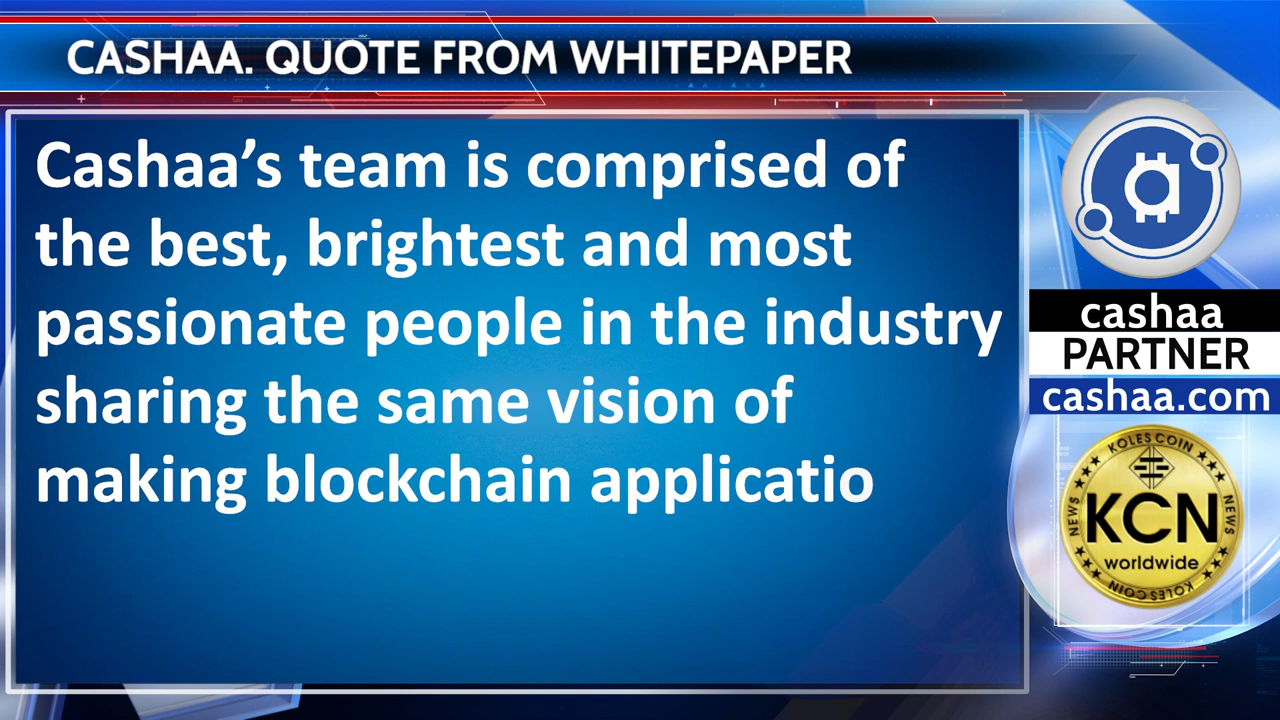 CASHAA. QUOTE FROM WHITEPAPER
Cashaa’s team is comprised of
the best, brightest and most
passionate people in the industry
sharing the same vision of
making blockchain applicatio
cashaa
PARTNER
cashaa.com
KOLES COIN
NEWS
KCN
NEWS
worldwide
KOLES COIN